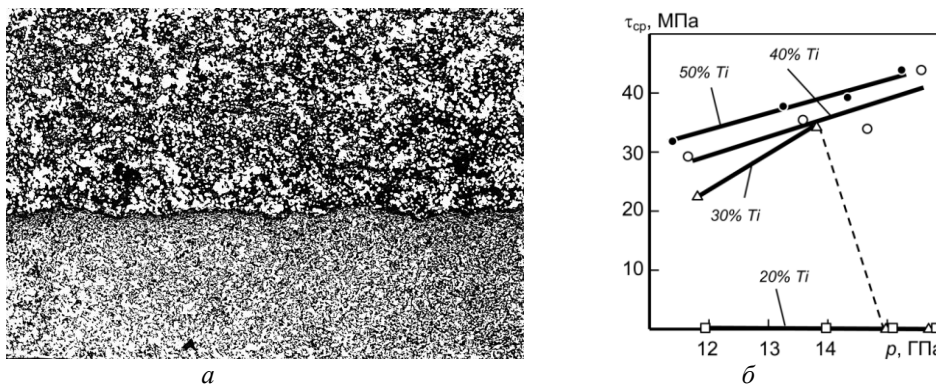 τср, МПа
50% Ti
40% Ti
40
30
30% Ti
20
20% Ti
10
12 13 14 p, ГПа
а б